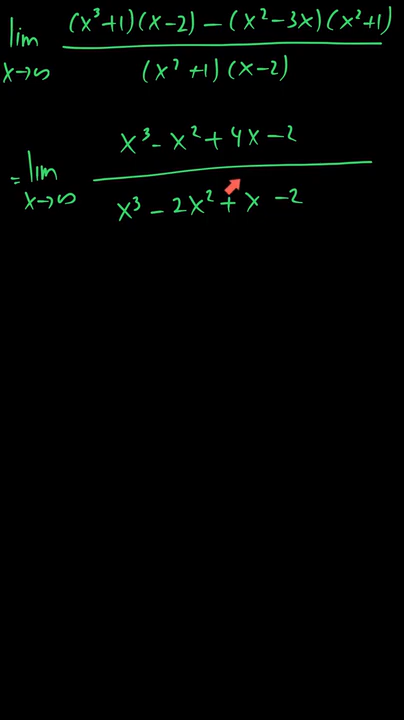 lim (x³+1)(x-2) - (x²-3x)(x²+1)
x→∞ (x²+1)(x-2)
= lim x³ - x² + 4x - 2
x→∞ x³ - 2x² + x - 2